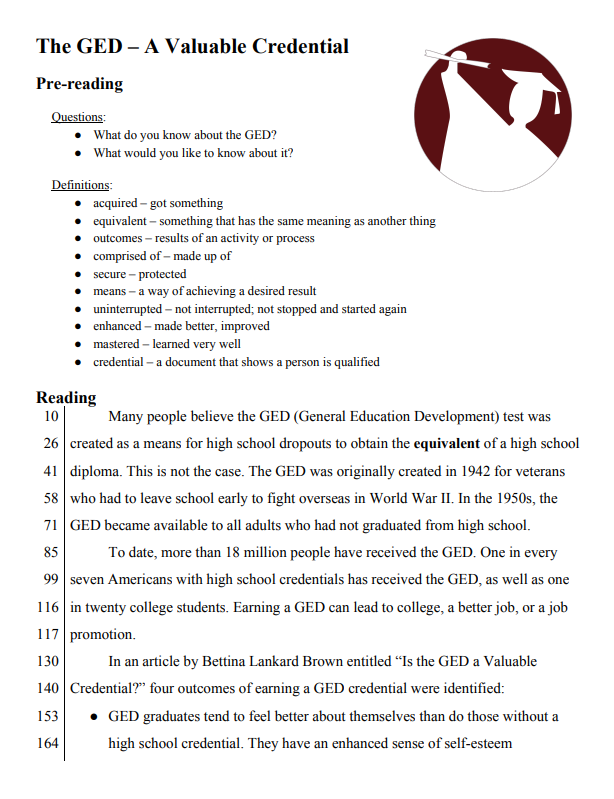 The GED – A Valuable Credential
Pre-reading
Questions:
● What do you know about the GED?
● What would you like to know about it?
Definitions:
● acquired – got something
● equivalent – something that has the same meaning as another thing
● outcomes – results of an activity or process
● comprised of – made up of
● secure – protected
● means – a way of achieving a desired result
● uninterrupted – not interrupted; not stopped and started again
● enhanced – made better, improved
● mastered – learned very well
● credential – a document that shows a person is qualified
Reading
10 Many people believe the GED (General Education Development) test was
26 created as a means for high school dropouts to obtain the equivalent of a high school
41 diploma. This is not the case. The GED was originally created in 1942 for veterans
58 who had to leave school early to fight overseas in World War II. In the 1950s, the
71 GED became available to all adults who had not graduated from high school.
85 To date, more than 18 million people have received the GED. One in every
99 seven Americans with high school credentials has received the GED, as well as one
116 in twenty college students. Earning a GED can lead to college, a better job, or a job
117 promotion.
130 In an article by Bettina Lankard Brown entitled “Is the GED a Valuable
140 Credential?” four outcomes of earning a GED credential were identified:
153 ● GED graduates tend to feel better about themselves than do those without a
164 high school credential. They have an enhanced sense of self-esteem